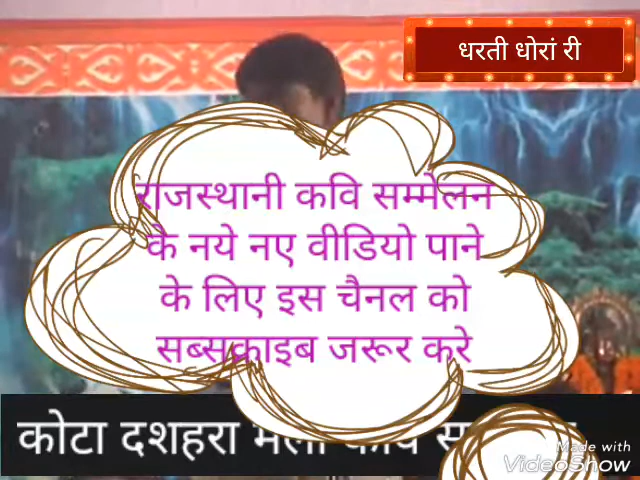 धरती धोरां री
राजस्थानी कवि सम्मेलन
के नये नए वीडियो पाने
के लिए इस चैनल को
सब्सक्राइब जरूर करे
कोटा दशहरा
Made with
VideoShow